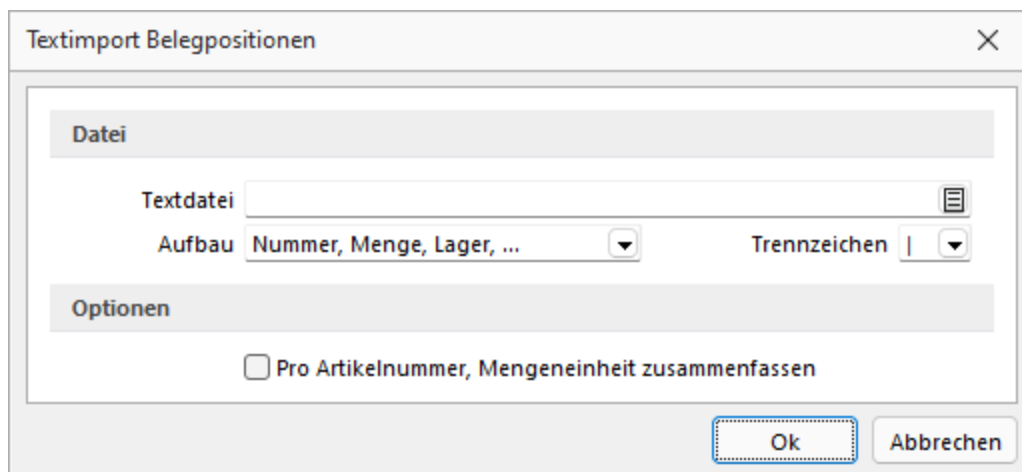 Textimport Belegpositionen
Datei
Textdatei
Aufbau Nummer, Menge, Lager, ... Trennzeichen |
Optionen
Pro Artikelnummer, Mengeneinheit zusammenfassen
Ok Abbrechen